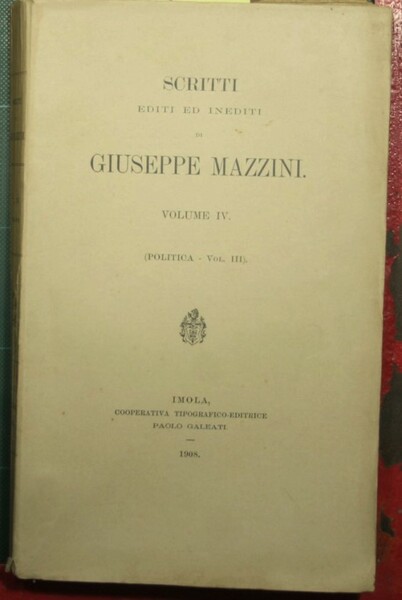 SCRITTI
EDITI ED INEDITI
DI
GIUSEPPE MAZZINI.
VOLUME IV.
(POLITICA - VOL. III).
IMOLA,
COOPERATIVA TIPOGRAFICO-EDITRICE
PAOLO GALEATI
1908.